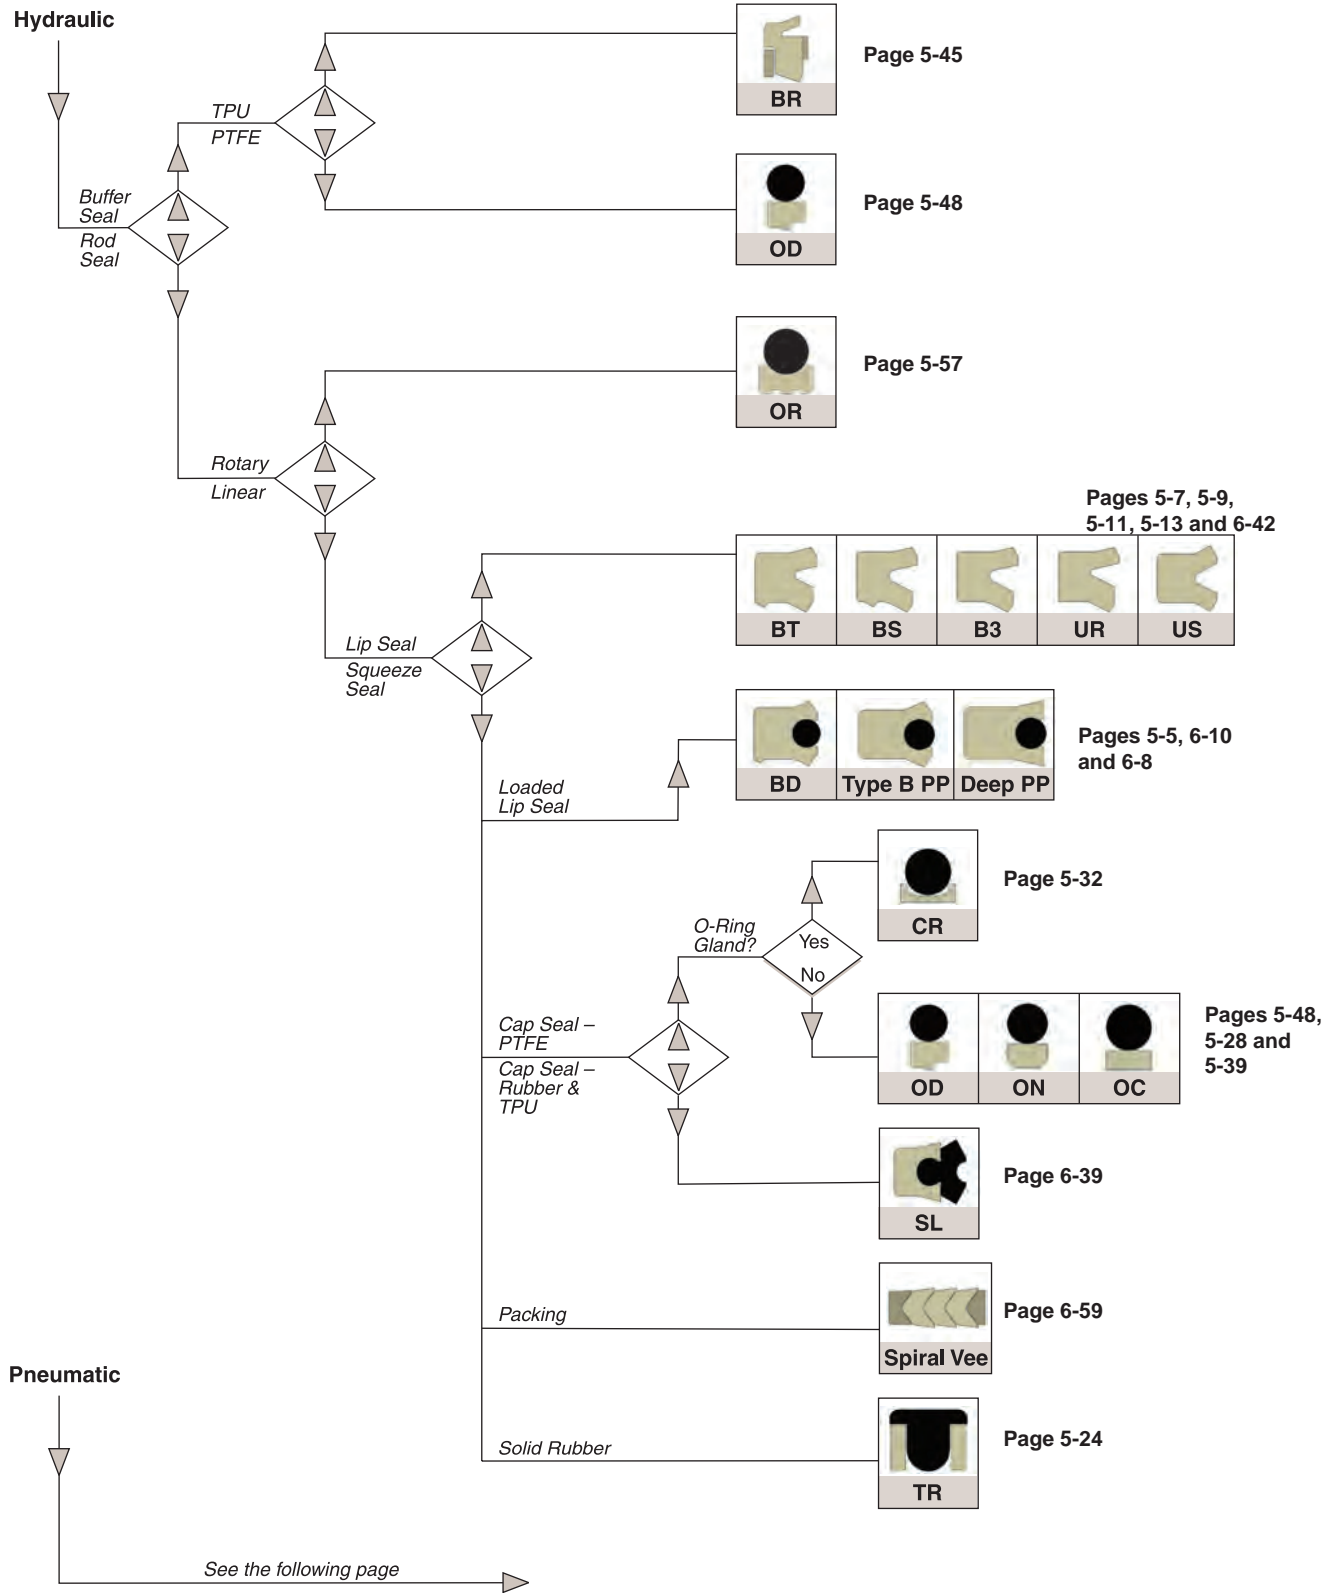 Hydraulic
TPU
PTFE
BR
Page 5-45
Buffer
Seal
Rod
Seal
OD
Page 5-48
OR
Page 5-57
Rotary
Linear
Pages 5-7, 5-9,
5-11, 5-13 and 6-42
BT BS B3 UR US
Lip Seal
Squeeze
Seal
BD Type B PP Deep PP
Pages 5-5, 6-10
and 6-8
Loaded
Lip Seal
CR
Page 5-32
O-Ring
Gland?
Yes
No
OD ON OC
Pages 5-48,
5-28 and
5-39
Cap Seal –
PTFE
Cap Seal –
Rubber &
TPU
SL
Page 6-39
Packing
Spiral Vee
Page 6-59
Solid Rubber
TR
Page 5-24
Pneumatic
See the following page